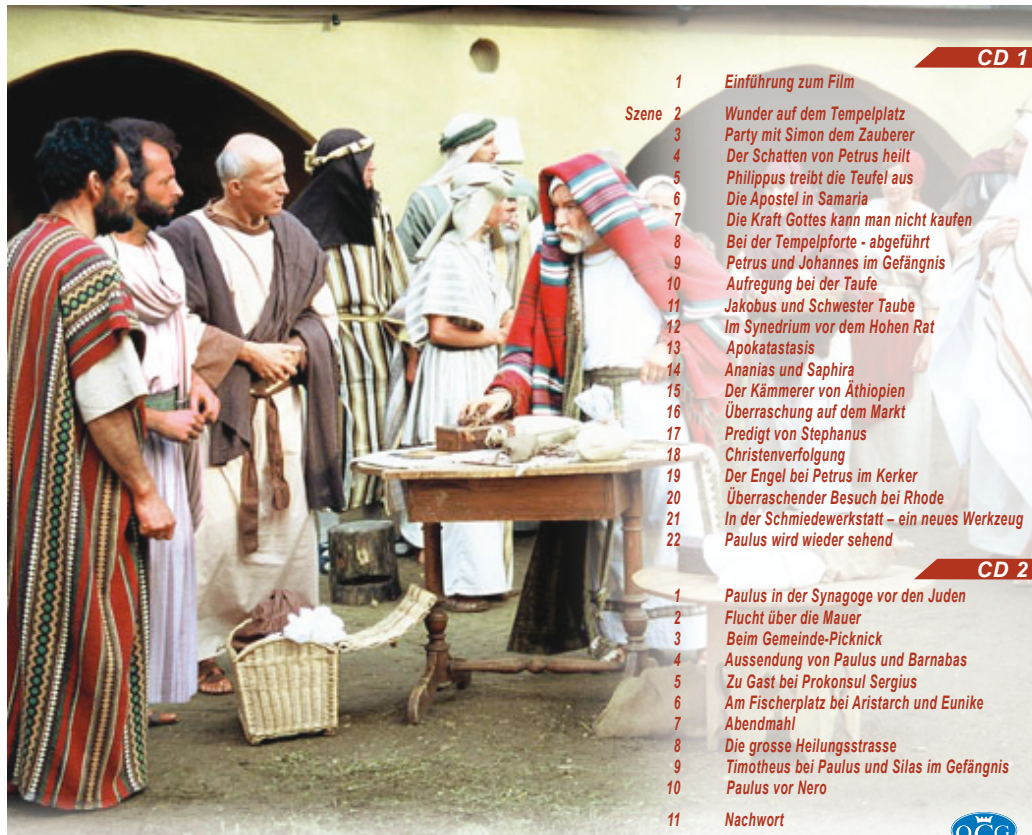 CD 1
1 Einführung zum Film
Szene 2 Wunder auf dem Tempelplatz
3 Party mit Simon dem Zauberer
4 Der Schatten von Petrus heilt
5 Philippus treibt die Teufel aus
6 Die Apostel in Samaria
7 Die Kraft Gottes kann man nicht kaufen
8 Bei der Tempelpforte - abgeführt
9 Petrus und Johannes im Gefängnis
10 Aufregung bei der Taufe
11 Jakobus und Schwester Taube
12 Im Synedrium vor dem Hohen Rat
13 Apokatastasis
14 Ananias und Saphira
15 Der Kämmerer von Äthiopien
16 Überraschung auf dem Markt
17 Predigt von Stephanus
18 Christenverfolgung
19 Der Engel bei Petrus im Kerker
20 Überraschender Besuch bei Rhode
21 In der Schmiedewerkstatt – ein neues Werkzeug
22 Paulus wird wieder sehend
CD 2
1 Paulus in der Synagoge vor den Juden
2 Flucht über die Mauer
3 Beim Gemeinde-Picknick
4 Aussendung von Paulus und Barnabas
5 Zu Gast bei Prokonsul Sergius
6 Am Fischerplatz bei Aristarch und Eunike
7 Abendmahl
8 Die grosse Heilungsstrasse
9 Timotheus bei Paulus und Silas im Gefängnis
10 Paulus vor Nero
11 Nachwort
OCG